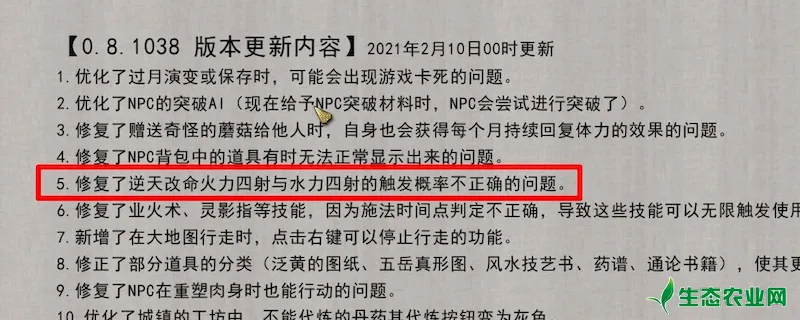 【0.8.1038 版本更新内容】2021年2月10日00时更新
1. 优化了过月演变或保存时，可能会出现游戏卡死的问题。
2. 优化了NPC的突破AI（现在给予NPC突破材料时，NPC会尝试进行突破了）。
3. 修复了赠送奇怪的蘑菇给他人时，自身也会获得每个月持续回复体力的效果的问题。
4. 修复了NPC背包中的道具有时无法正常显示出来的问题。
5. 修复了逆天改命火力四射与水力四射的触发概率不正确的问题。
6. 修复了业火术、灵影指等技能，因为施法时间点判定不正确，导致这些技能可以无限触发使用
7. 新增了在大地图行走时，点击右键可以停止行走的功能。
8. 修正了部分道具的分类（泛黄的图纸、五岳真形图、风水技艺书、药谱、通论书籍），使其更
9. 修复了NPC在重塑肉身时也能行动的问题。
10. 优化了城镇的工坊中，不能代炼的丹药其代炼按钮变为灰色。
生态农业网